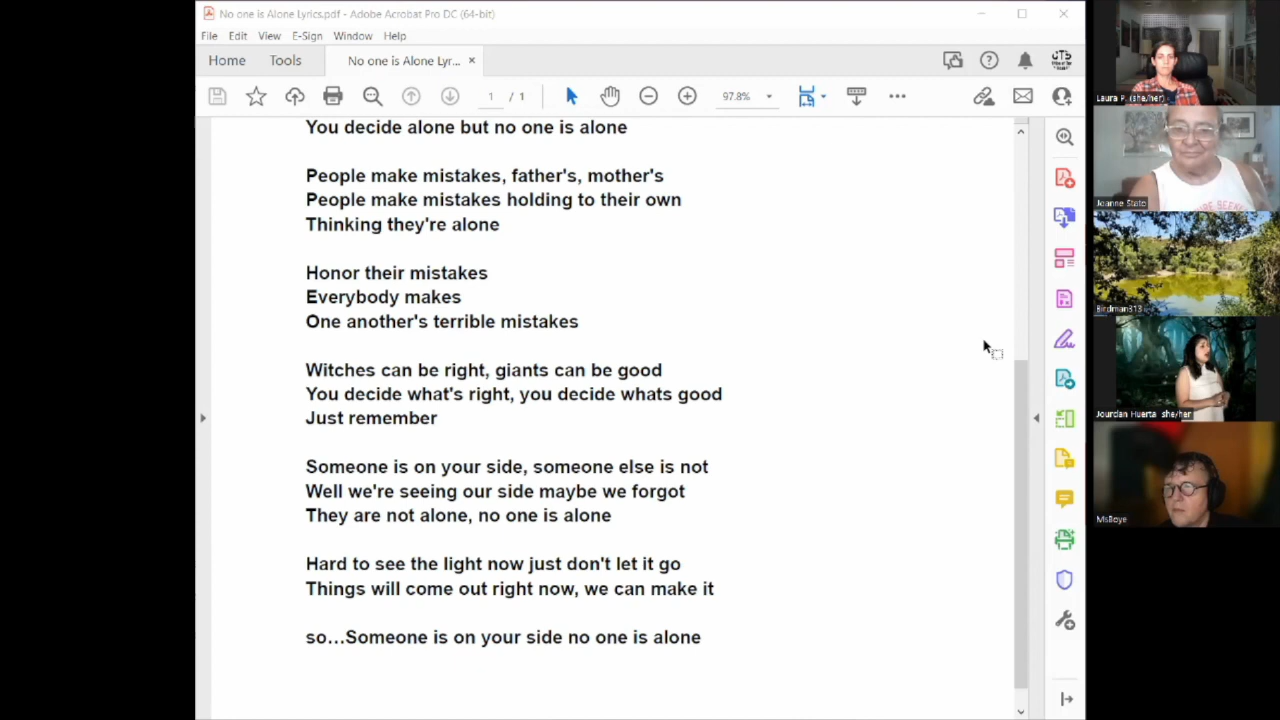 No one is Alone Lyrics.pdf - Adobe Acrobat Pro DC (64-bit)
File Edit View E-Sign Window Help
Home Tools No one is Alone Lyr... ×
1 / 1 97.8%
You decide alone but no one is alone
People make mistakes, father's, mother's
People make mistakes holding to their own
Thinking they're alone
Honor their mistakes
Everybody makes
One another's terrible mistakes
Witches can be right, giants can be good
You decide what's right, you decide whats good
Just remember
Someone is on your side, someone else is not
Well we're seeing our side maybe we forgot
They are not alone, no one is alone
Hard to see the light now just don't let it go
Things will come out right now, we can make it
so...Someone is on your side no one is alone
Laura P. (she/her)
Joanne Stato
Birdman313
Jourdan Huerta she/her
MsBoye